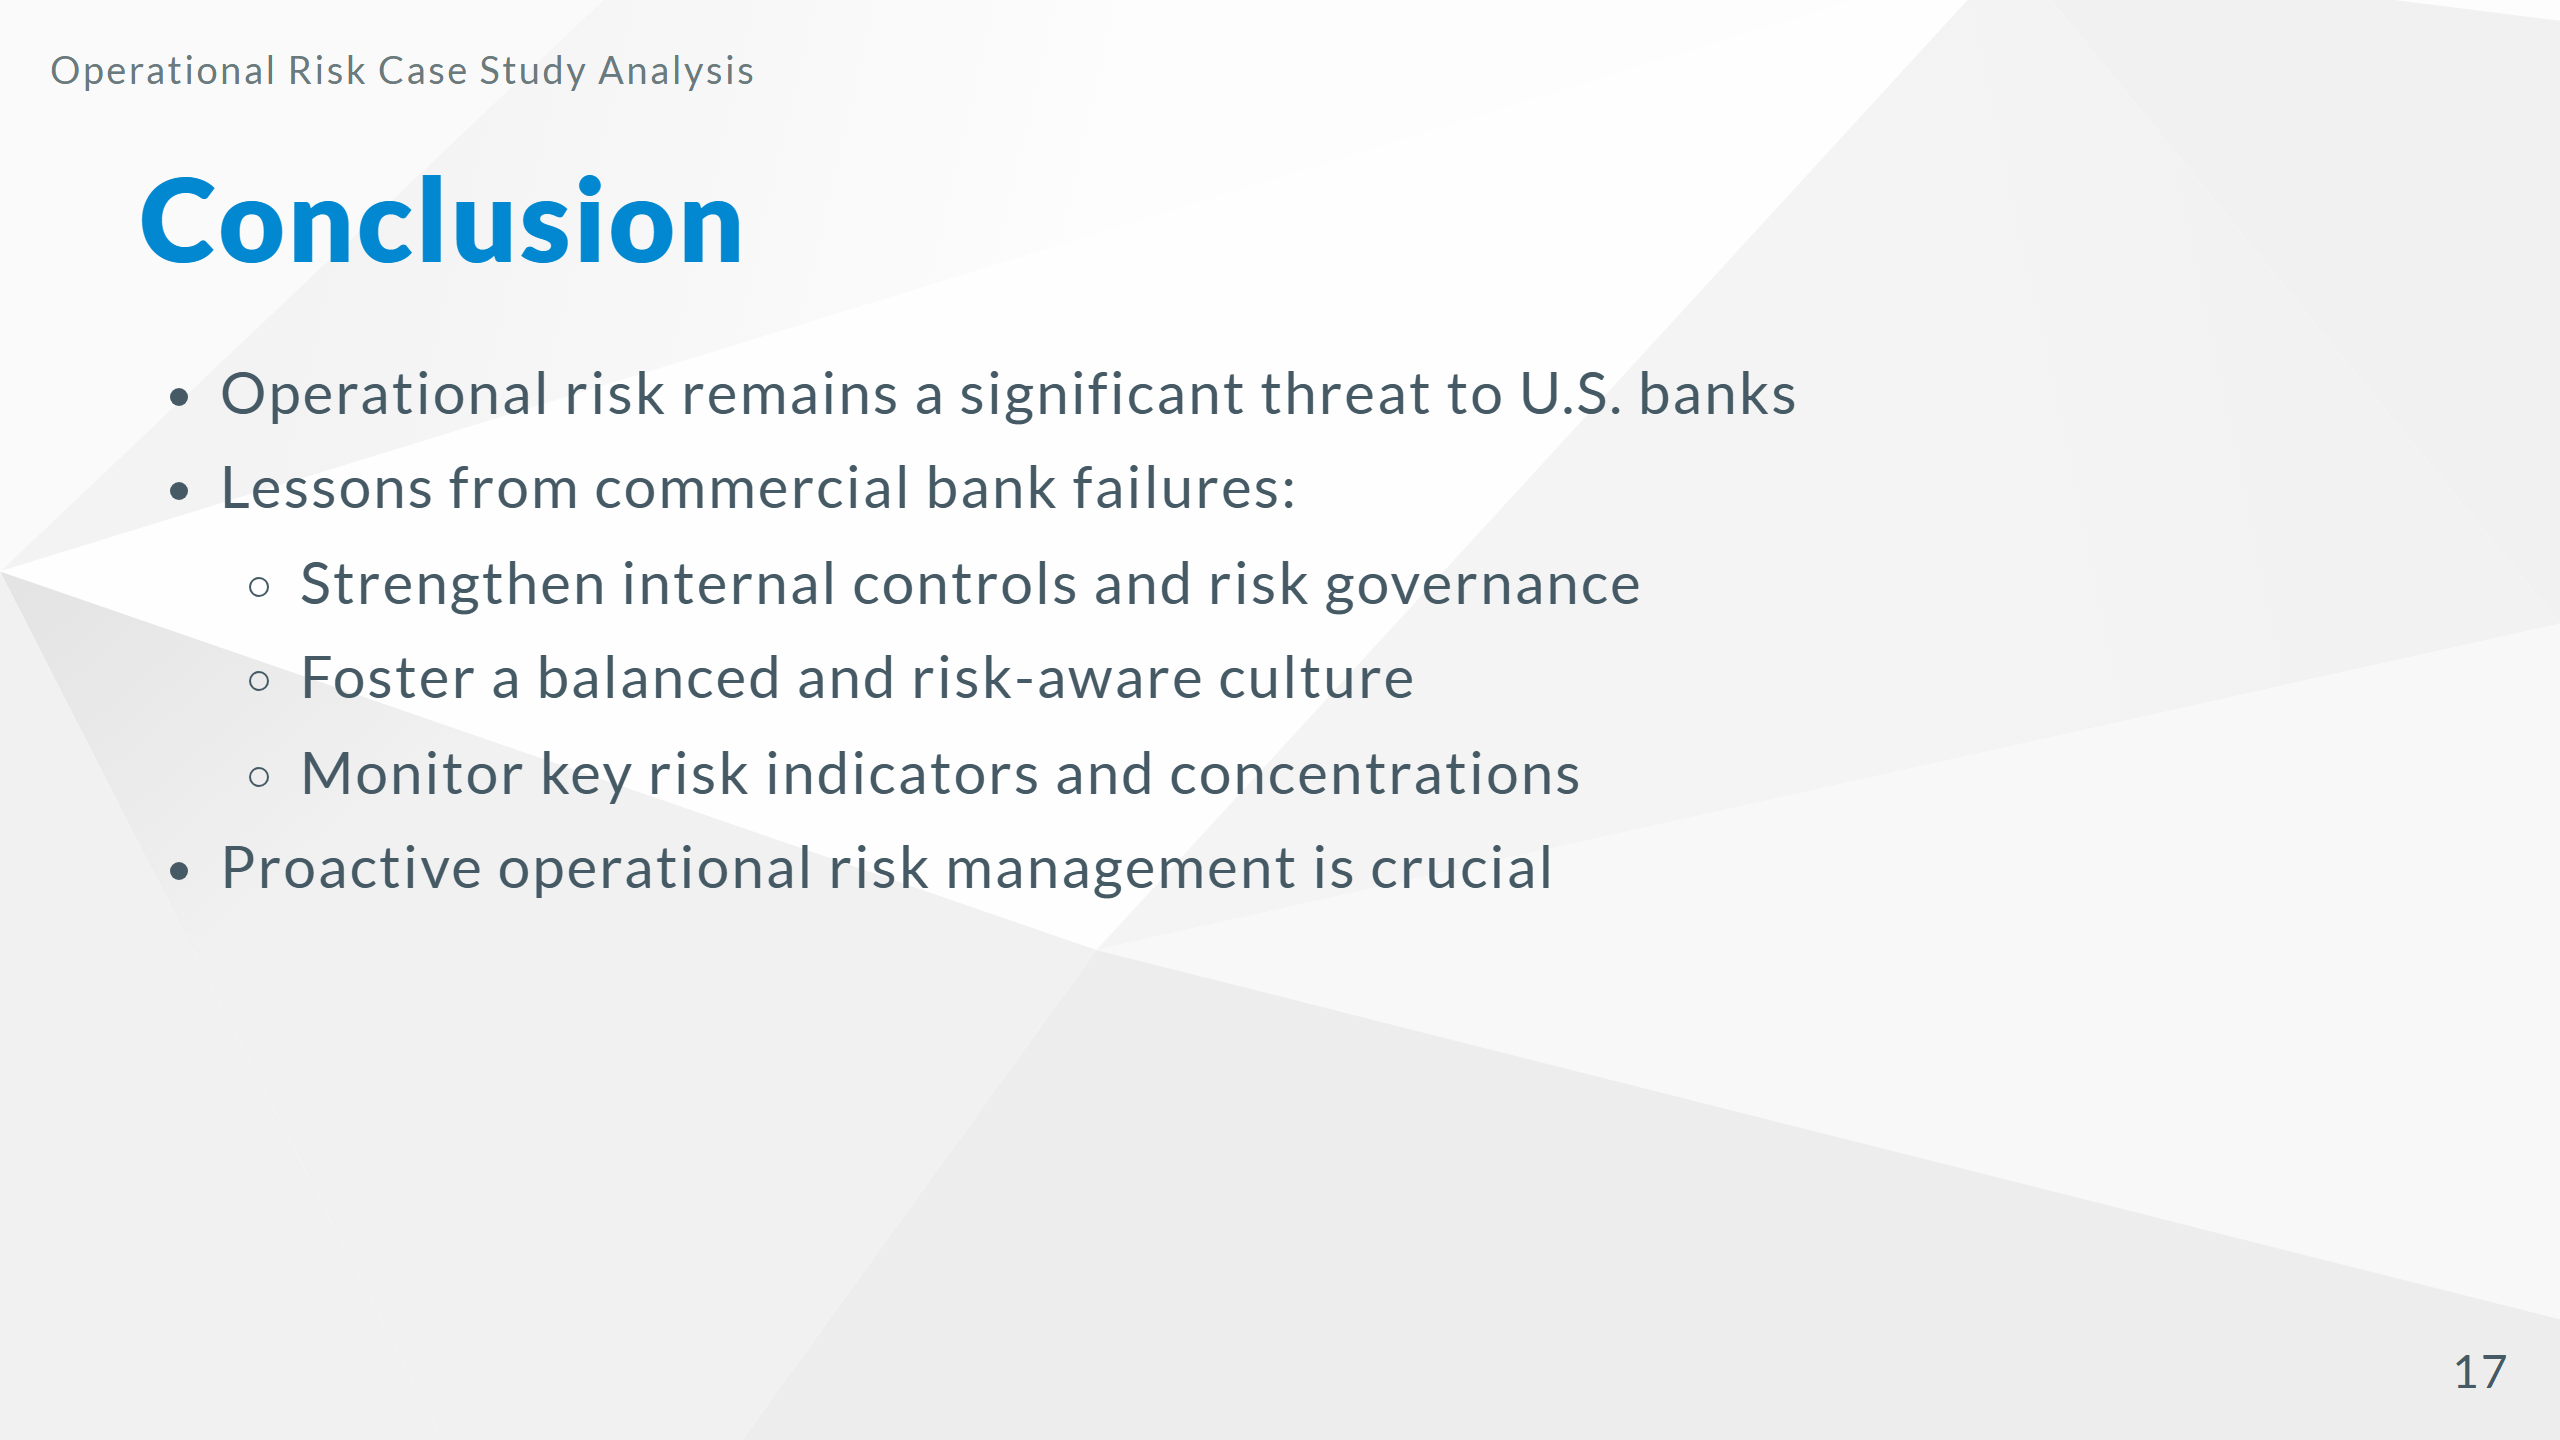 Operational Risk Case Study Analysis
Conclusion
• Operational risk remains a significant threat to U.S. banks
• Lessons from commercial bank failures:
○ Strengthen internal controls and risk governance
○ Foster a balanced and risk-aware culture
○ Monitor key risk indicators and concentrations
• Proactive operational risk management is crucial
17